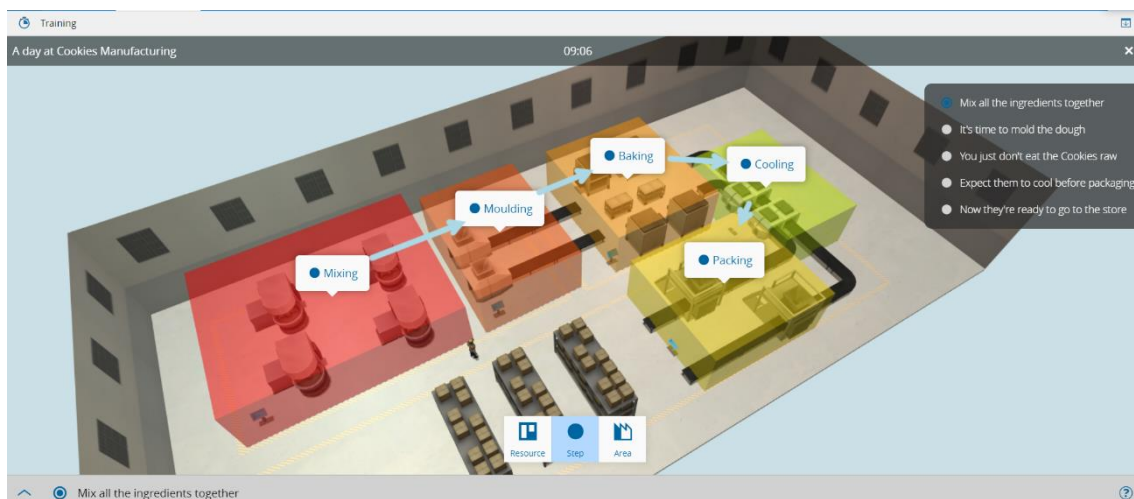 Training
A day at Cookies Manufacturing
09:06
Mix all the ingredients together
It's time to mold the dough
You just don't eat the Cookies raw
Expect them to cool before packaging
Now they're ready to go to the store
Baking
Cooling
Moulding
Packing
Mixing
Resource
Step
Area
Mix all the ingredients together